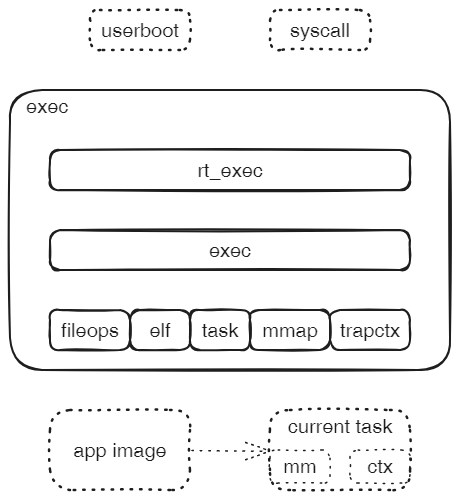 userboot
syscall
exec
rt_exec
exec
fileops
elf
task
mmap
trapctx
app image
current task
mm
ctx